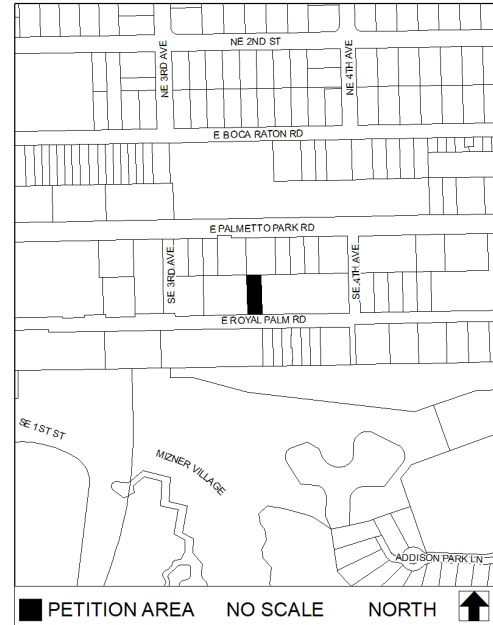 NE 2ND ST
NE 3RD AVE
NE 4TH AVE
E BOCA RATON RD
E PALMETTO PARK RD
SE 3RD AVE
SE 4TH AVE
E ROYAL PALM RD
SE 1ST ST
MIZNER VILLAGE
ADDISON PARK LN
PETITION AREA NO SCALE NORTH